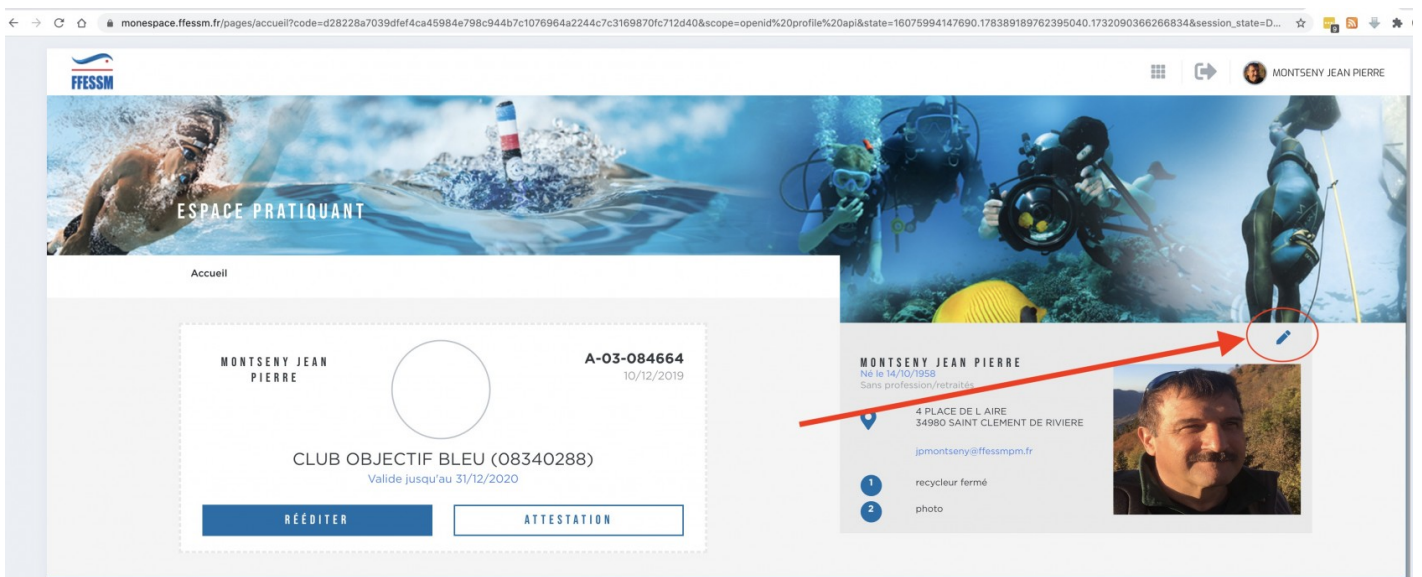 monespace.ffessm.fr/pages/accueil?code=d28228a7039dfef4ca45984e798c944b7c1076964a2244c7c3169870fc712d40&scope=openid%20profile%20api&state=16075994147690.178389189762395040.1732090366266834&session_state=D...
9
FFESSM
MONTSENY JEAN PIERRE
ESPACE PRATIQUANT
Accueil
MONTSENY JEAN
PIERRE
A-03-084664
10/12/2019
CLUB OBJECTIF BLEU (08340288)
Valide jusqu'au 31/12/2020
RÉÉDITER
ATTESTATION
MONTSENY JEAN PIERRE
Né le 14/10/1958
Sans profession/retraités
4 PLACE DE L AIRE
34980 SAINT CLEMENT DE RIVIERE
jpmontseny@ffessmpm.fr
1 recycleur fermé
2 photo